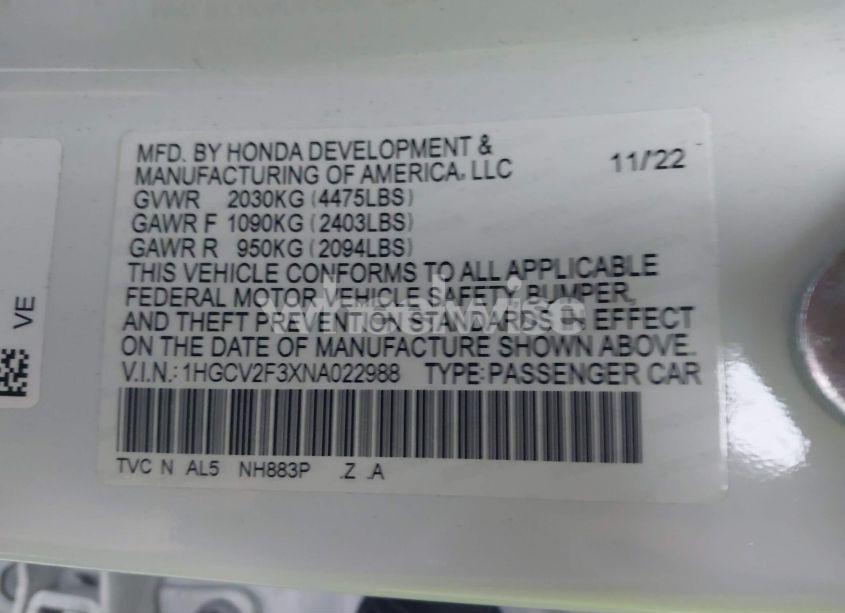 MFD. BY HONDA DEVELOPMENT &
MANUFACTURING OF AMERICA, LLC 11/'22
GVWR 2030KG (4475LBS)
GAWR F 1090KG (2403LBS)
GAWR R 950KG (2094LBS)
THIS VEHICLE CONFORMS TO ALL APPLICABLE
FEDERAL MOTOR VEHICLE SAFETY, BUMPER,
AND THEFT PREVENTION STANDARDS IN EFFECT
ON THE DATE OF MANUFACTURE SHOWN ABOVE.
V.I.N.: 1HGCV2F3XNA022988 TYPE: PASSENGER CAR
TVC N AL5 NH883P .Z .A
VE